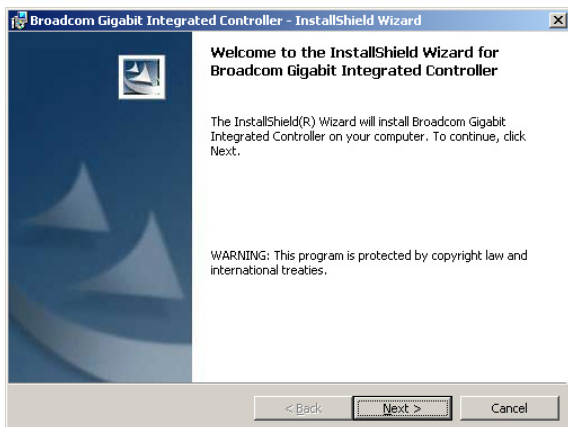 Broadcom Gigabit Integrated Controller - InstallShield Wizard
Welcome to the InstallShield Wizard for
Broadcom Gigabit Integrated Controller
The InstallShield(R) Wizard will install Broadcom Gigabit
Integrated Controller on your computer. To continue, click
Next.
WARNING: This program is protected by copyright law and
international treaties.
< Back
Next >
Cancel